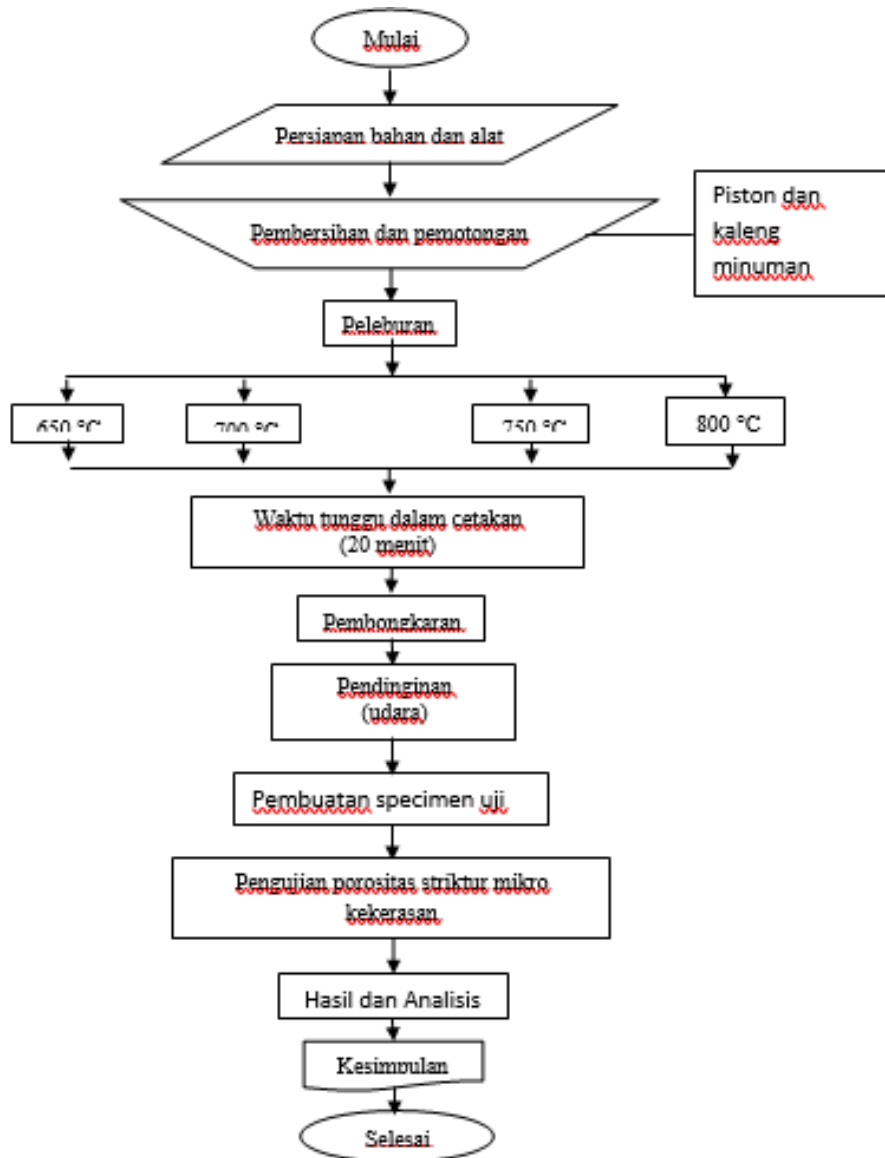 Mulai
Persiapan bahan dan alat
Pembersihan dan pemotongan
Piston dan
kaleng
minuman
Peleburan
650 °C
700 °C
750 °C
800 °C
Waktu tunggu dalam cetakan
(20 menit)
Pembongkaran
Pendinginan
(udara)
Pembuatan specimen uji
Pengujian porositas striktur mikro
kekerasan
Hasil dan Analisis
Kesimpulan
Selesai